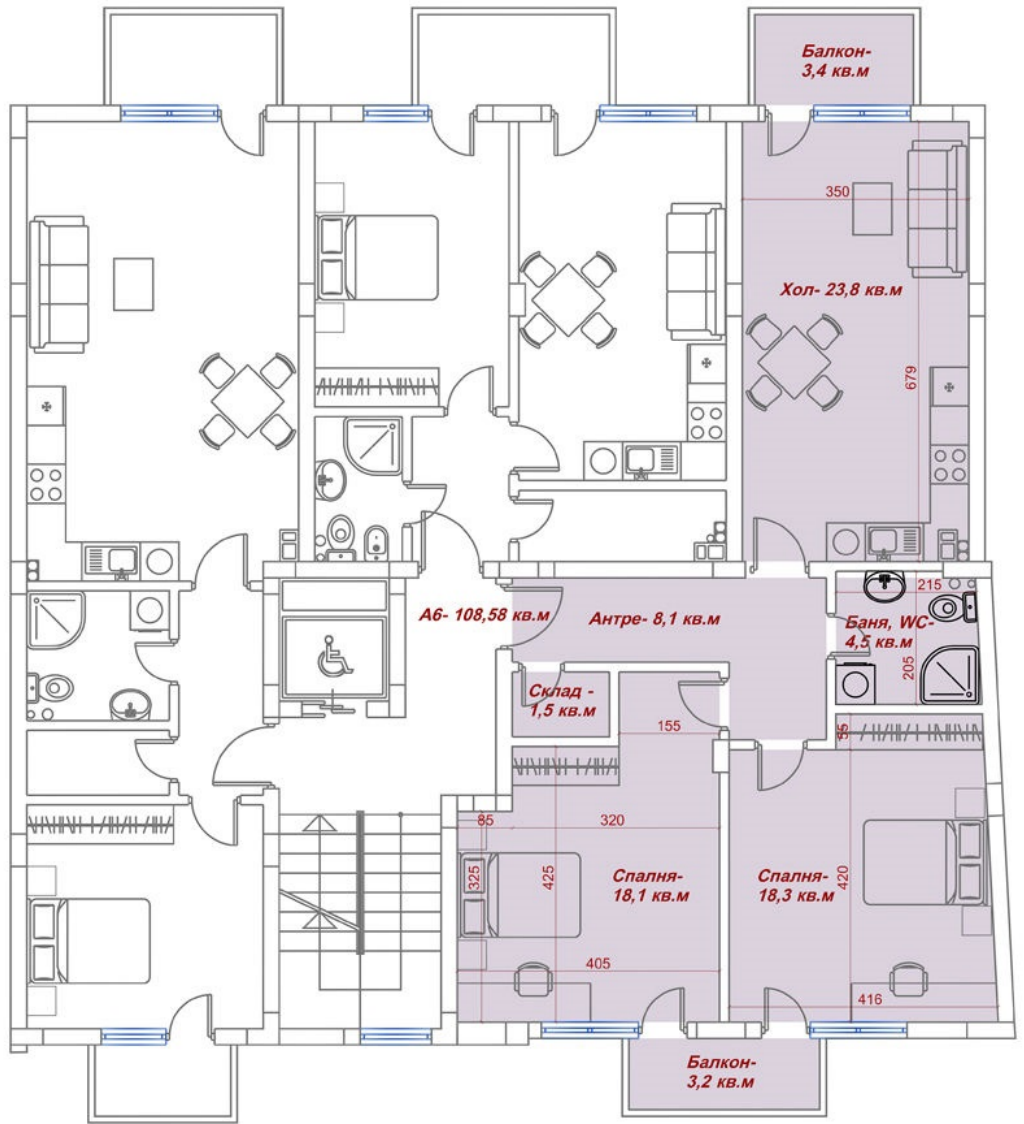 Балкон-
3,4 кв.м
350
Хол- 23,8 кв.м
679
А6- 108,58 кв.м
Антре- 8,1 кв.м
215
Баня, WC-
4,5 кв.м
205
Склад -
1,5 кв.м
155
55
85
320
325
425
Спалня-
18,1 кв.м
Спалня-
18,3 кв.м
420
405
416
Балкон-
3,2 кв.м